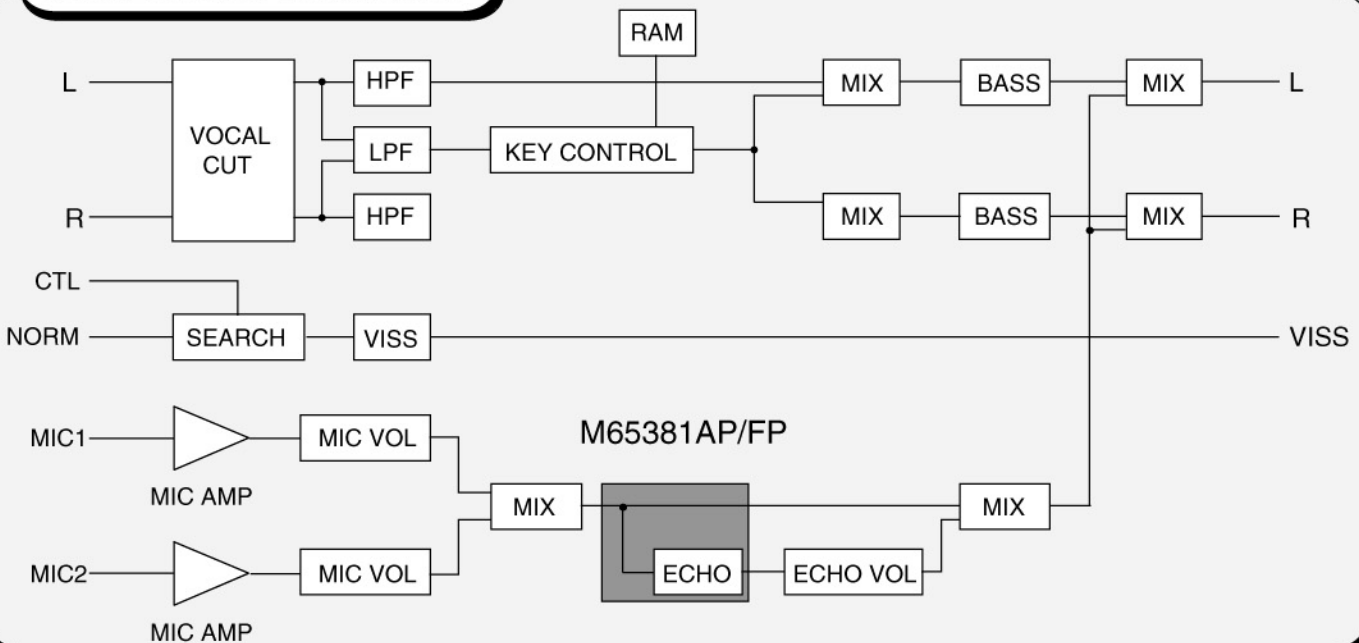 RAM
L
HPF
MIX
BASS
MIX
L
VOCAL
CUT
LPF
KEY CONTROL
R
HPF
MIX
BASS
MIX
R
CTL
NORM
SEARCH
VISS
VISS
MIC1
MIC VOL
M65381AP/FP
MIC AMP
MIX
MIX
MIC2
MIC VOL
ECHO
ECHO VOL
MIC AMP